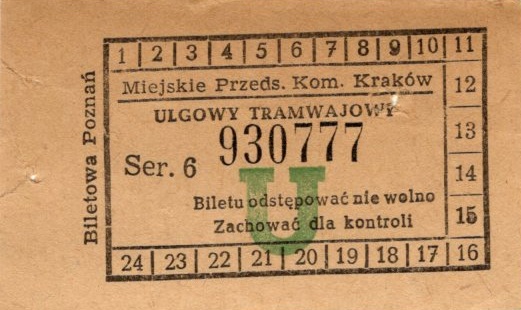 1 | 2 | 3 | 4 | 5 | 6 | 7 | 8 | 9 | 10 | 11
Miejskie Przeds. Kom. Kraków
12
ULGOWY TRAMWAJOWY
930777
13
Ser. 6
14
U
Biletu odstępować nie wolno
Zachować dla kontroli
15
24 | 23 | 22 | 21 | 20 | 19 | 18 | 17 | 16
Biletowa Poznań